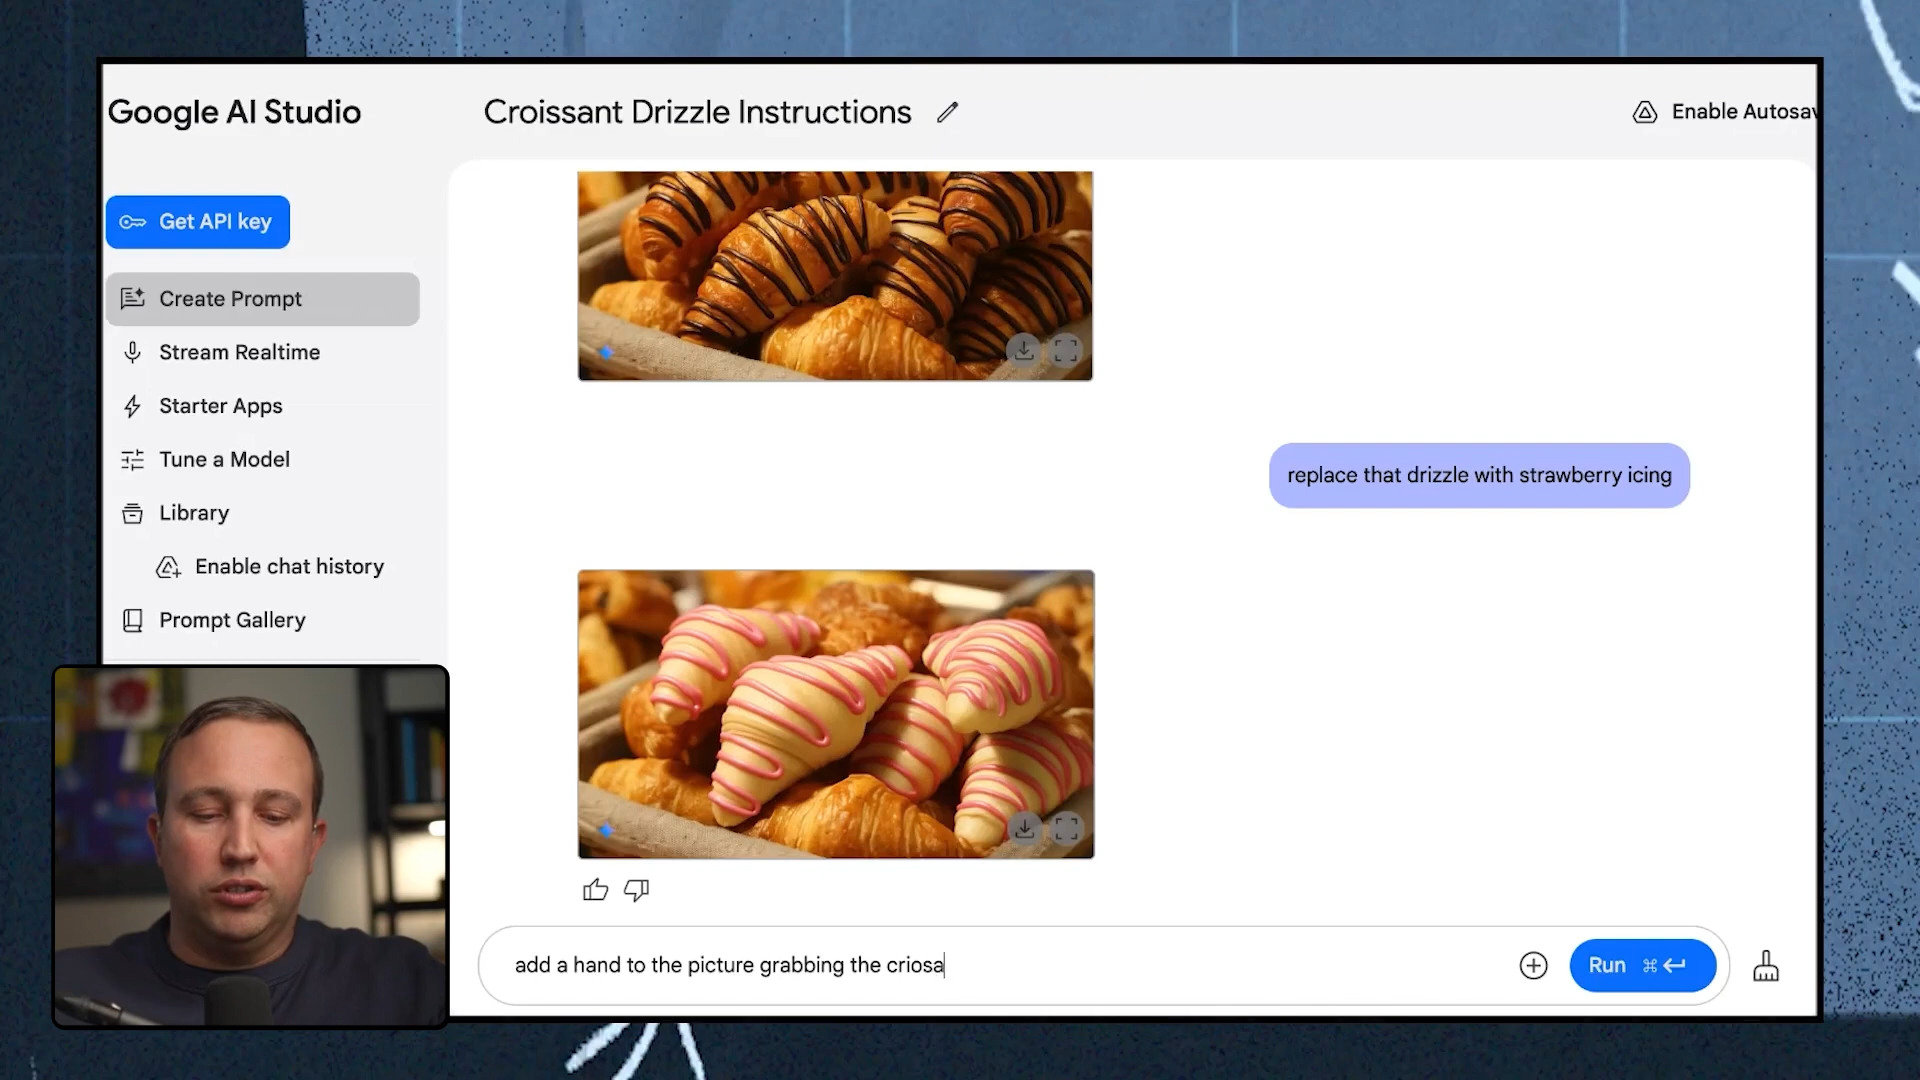 Google AI Studio
Croissant Drizzle Instructions
Enable Autosav
Get API key
Create Prompt
Stream Realtime
Starter Apps
Tune a Model
Library
Enable chat history
Prompt Gallery
replace that drizzle with strawberry icing
add a hand to the picture grabbing the criosa
Run ⌘